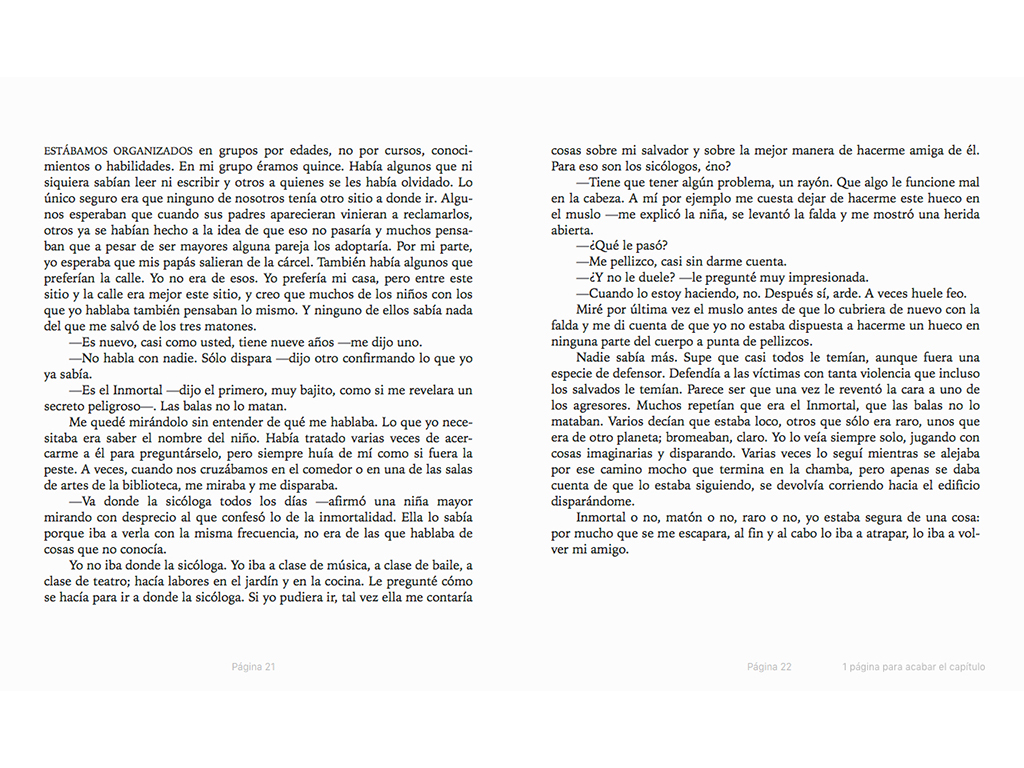 ESTÁBAMOS ORGANIZADOS en grupos por edades, no por cursos, conoci-
mientos o habilidades. En mi grupo éramos quince. Había algunos que ni
siquiera sabían leer ni escribir y otros a quienes se les había olvidado. Lo
único seguro era que ninguno de nosotros tenía otro sitio a donde ir. Algu-
nos esperaban que cuando sus padres aparecieran vinieran a reclamarlos,
otros ya se habían hecho a la idea de que eso no pasaría y muchos pensa-
ban que a pesar de ser mayores alguna pareja los adoptaría. Por mi parte,
yo esperaba que mis papás salieran de la cárcel. También había algunos que
preferían la calle. Yo no era de esos. Yo prefería mi casa, pero entre este
sitio y la calle era mejor este sitio, y creo que muchos de los niños con los
que yo hablaba también pensaban lo mismo. Y ninguno de ellos sabía nada
del que me salvó de los tres matones.
—Es nuevo, casi como usted, tiene nueve años —me dijo uno.
—No habla con nadie. Sólo dispara —dijo otro confirmando lo que yo
ya sabía.
—Es el Inmortal —dijo el primero, muy bajito, como si me revelara un
secreto peligroso—. Las balas no lo matan.
Me quedé mirándolo sin entender de qué me hablaba. Lo que yo nece-
sitaba era saber el nombre del niño. Había tratado varias veces de acer-
carme a él para preguntárselo, pero siempre huía de mí como si fuera la
peste. A veces, cuando nos cruzábamos en el comedor o en una de las salas
de artes de la biblioteca, me miraba y me disparaba.
—Va donde la sicóloga todos los días —afirmó una niña mayor
mirando con desprecio al que confesó lo de la inmortalidad. Ella lo sabía
porque iba a verla con la misma frecuencia, no era de las que hablaba de
cosas que no conocía.
Yo no iba donde la sicóloga. Yo iba a clase de música, a clase de baile, a
clase de teatro; hacía labores en el jardín y en la cocina. Le pregunté cómo
se hacía para ir a donde la sicóloga. Si yo pudiera ir, tal vez ella me contaría
Página 21
cosas sobre mi salvador y sobre la mejor manera de hacerme amiga de él.
Para eso son los sicólogos, ¿no?
—Tiene que tener algún problema, un rayón. Que algo le funcione mal
en la cabeza. A mí por ejemplo me cuesta dejar de hacerme este hueco en
el muslo —me explicó la niña, se levantó la falda y me mostró una herida
abierta.
—¿Qué le pasó?
—Me pellizco, casi sin darme cuenta.
—¿Y no le duele? —le pregunté muy impresionada.
—Cuando lo estoy haciendo, no. Después sí, arde. A veces huele feo.
Miré por última vez el muslo antes de que lo cubriera de nuevo con la
falda y me di cuenta de que yo no estaba dispuesta a hacerme un hueco en
ninguna parte del cuerpo a punta de pellizcos.
Nadie sabía más. Supe que casi todos le temían, aunque fuera una
especie de defensor. Defendía a las víctimas con tanta violencia que incluso
los salvados le temían. Parece ser que una vez le reventó la cara a uno de
los agresores. Muchos repetían que era el Inmortal, que las balas no lo
mataban. Varios decían que estaba loco, otros que sólo era raro, unos que
era de otro planeta; bromeaban, claro. Yo lo veía siempre solo, jugando con
cosas imaginarias y disparando. Varias veces lo seguí mientras se alejaba
por ese camino mocho que termina en la chamba, pero apenas se daba
cuenta de que lo estaba siguiendo, se devolvía corriendo hacia el edificio
disparándome.
Inmortal o no, matón o no, raro o no, yo estaba segura de una cosa:
por mucho que se me escapara, al fin y al cabo lo iba a atrapar, lo iba a vol-
ver mi amigo.
Página 22
1 página para acabar el capítulo